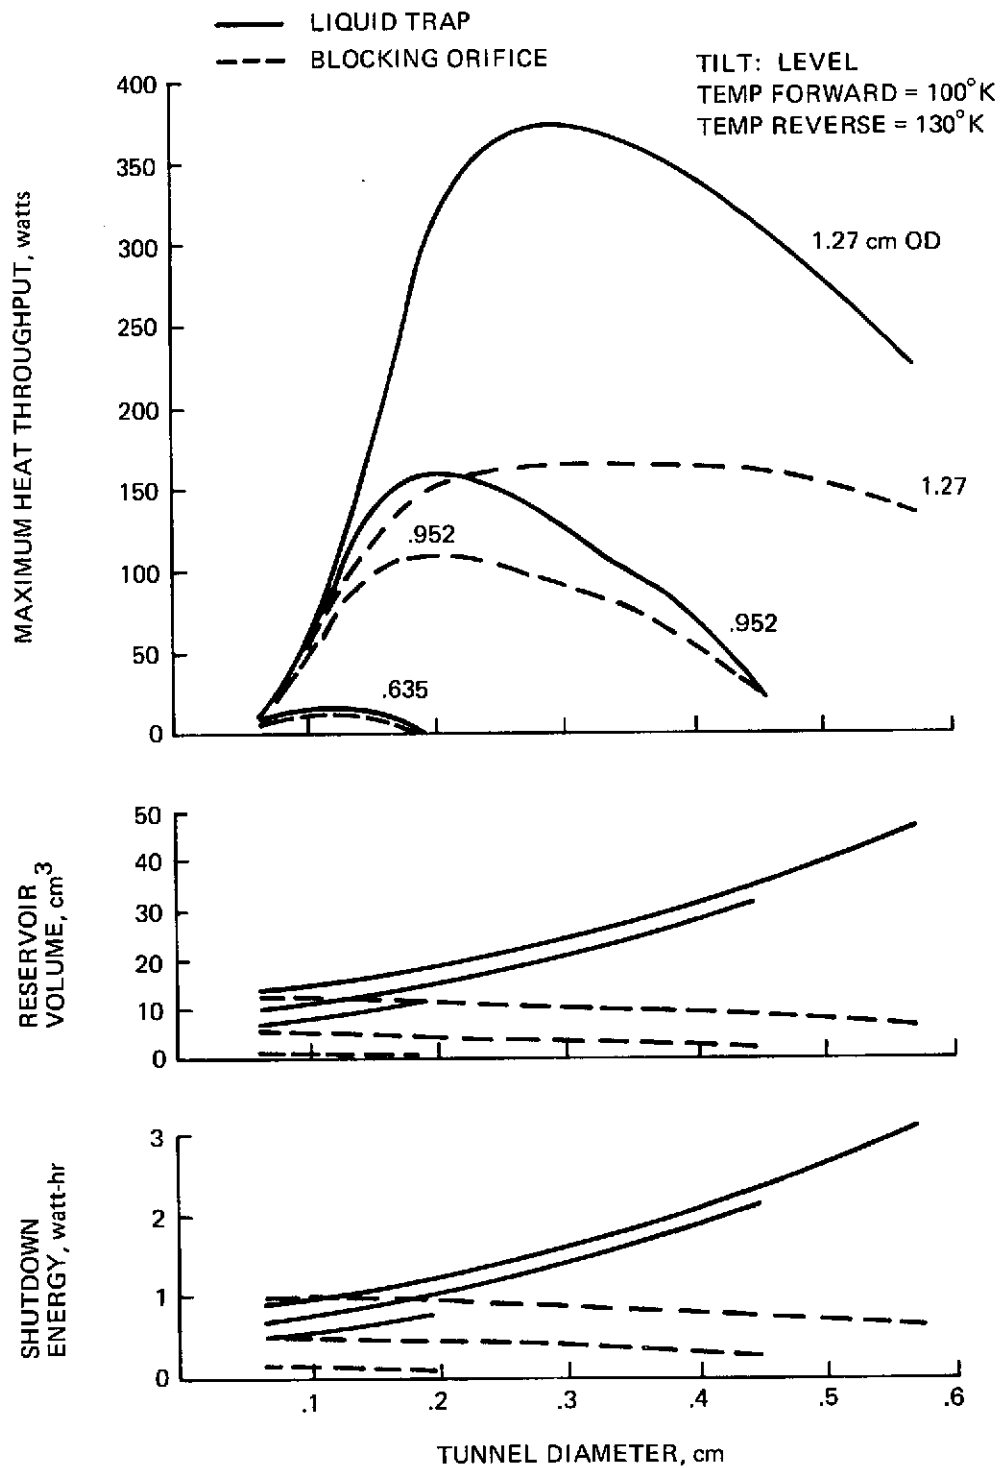 LIQUID TRAP
BLOCKING ORIFICE
TILT: LEVEL
TEMP FORWARD = 100°K
TEMP REVERSE = 130°K
MAXIMUM HEAT THROUGHPUT, watts
400
350
300
250
200
150
100
50
0
1.27 cm OD
1.27
.952
.952
.635
RESERVOIR
VOLUME, cm³
50
40
30
20
10
0
SHUTDOWN
ENERGY, watt-hr
3
2
1
0
.1 .2 .3 .4 .5 .6
TUNNEL DIAMETER, cm